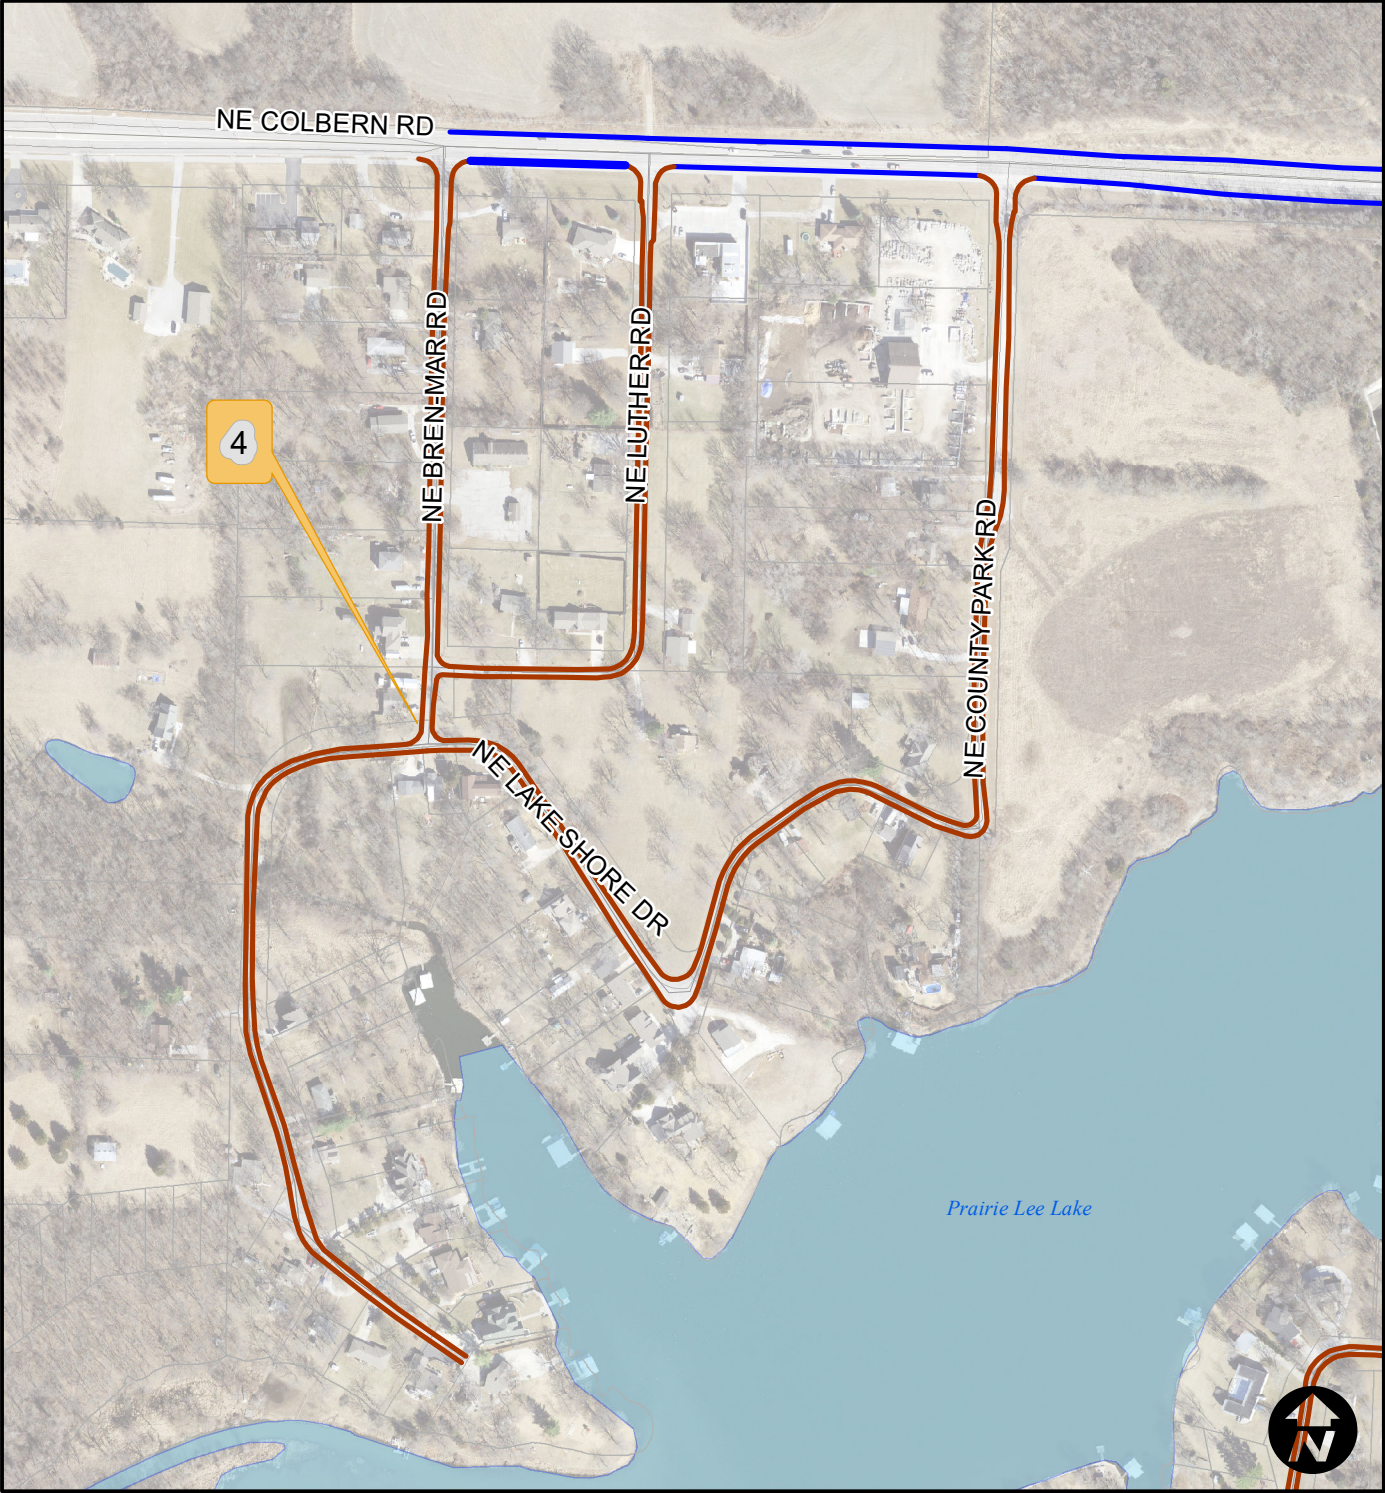 NE COLBERN RD
NE BREN-MAR RD
NE LUTHER RD
4
NE COUNTY PARK RD
NE LAKE SHORE DR
Prairie Lee Lake
N